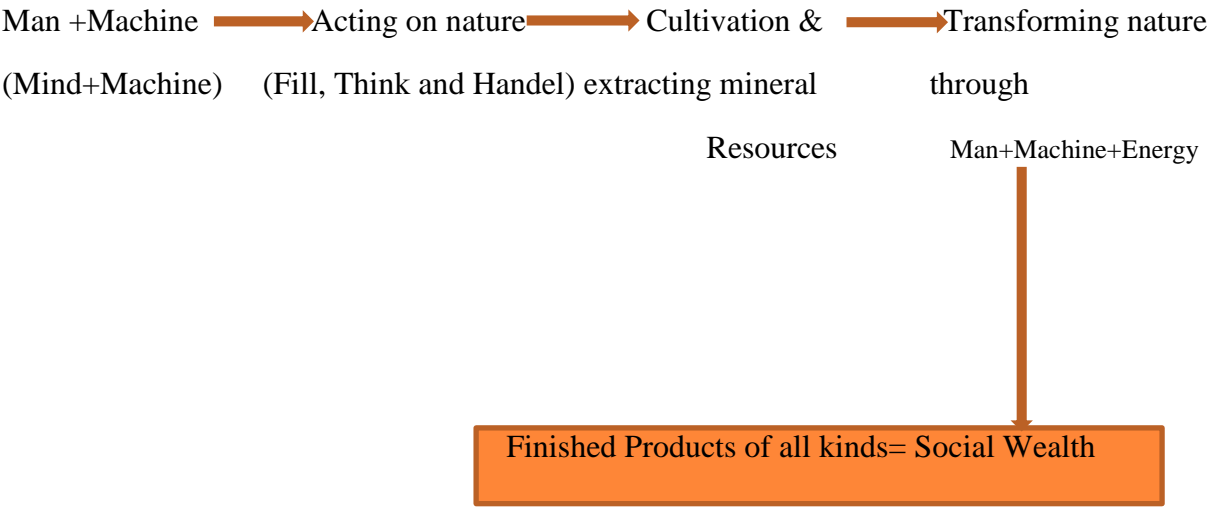 Man +Machine Acting on nature Cultivation & Transforming nature
(Mind+Machine) (Fill, Think and Handel) extracting mineral through
Resources Man+Machine+Energy
Finished Products of all kinds= Social Wealth